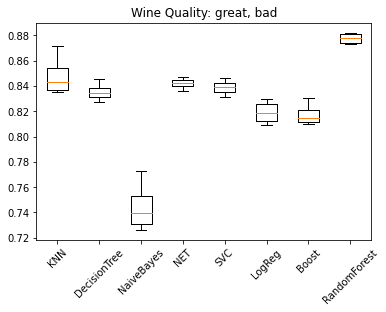 Wine Quality: great, bad
0.88
0.86
0.84
0.82
0.80
0.78
0.76
0.74
0.72
KNN
DecisionTree
NaiveBayes
NET
SVC
LogReg
Boost
RandomForest